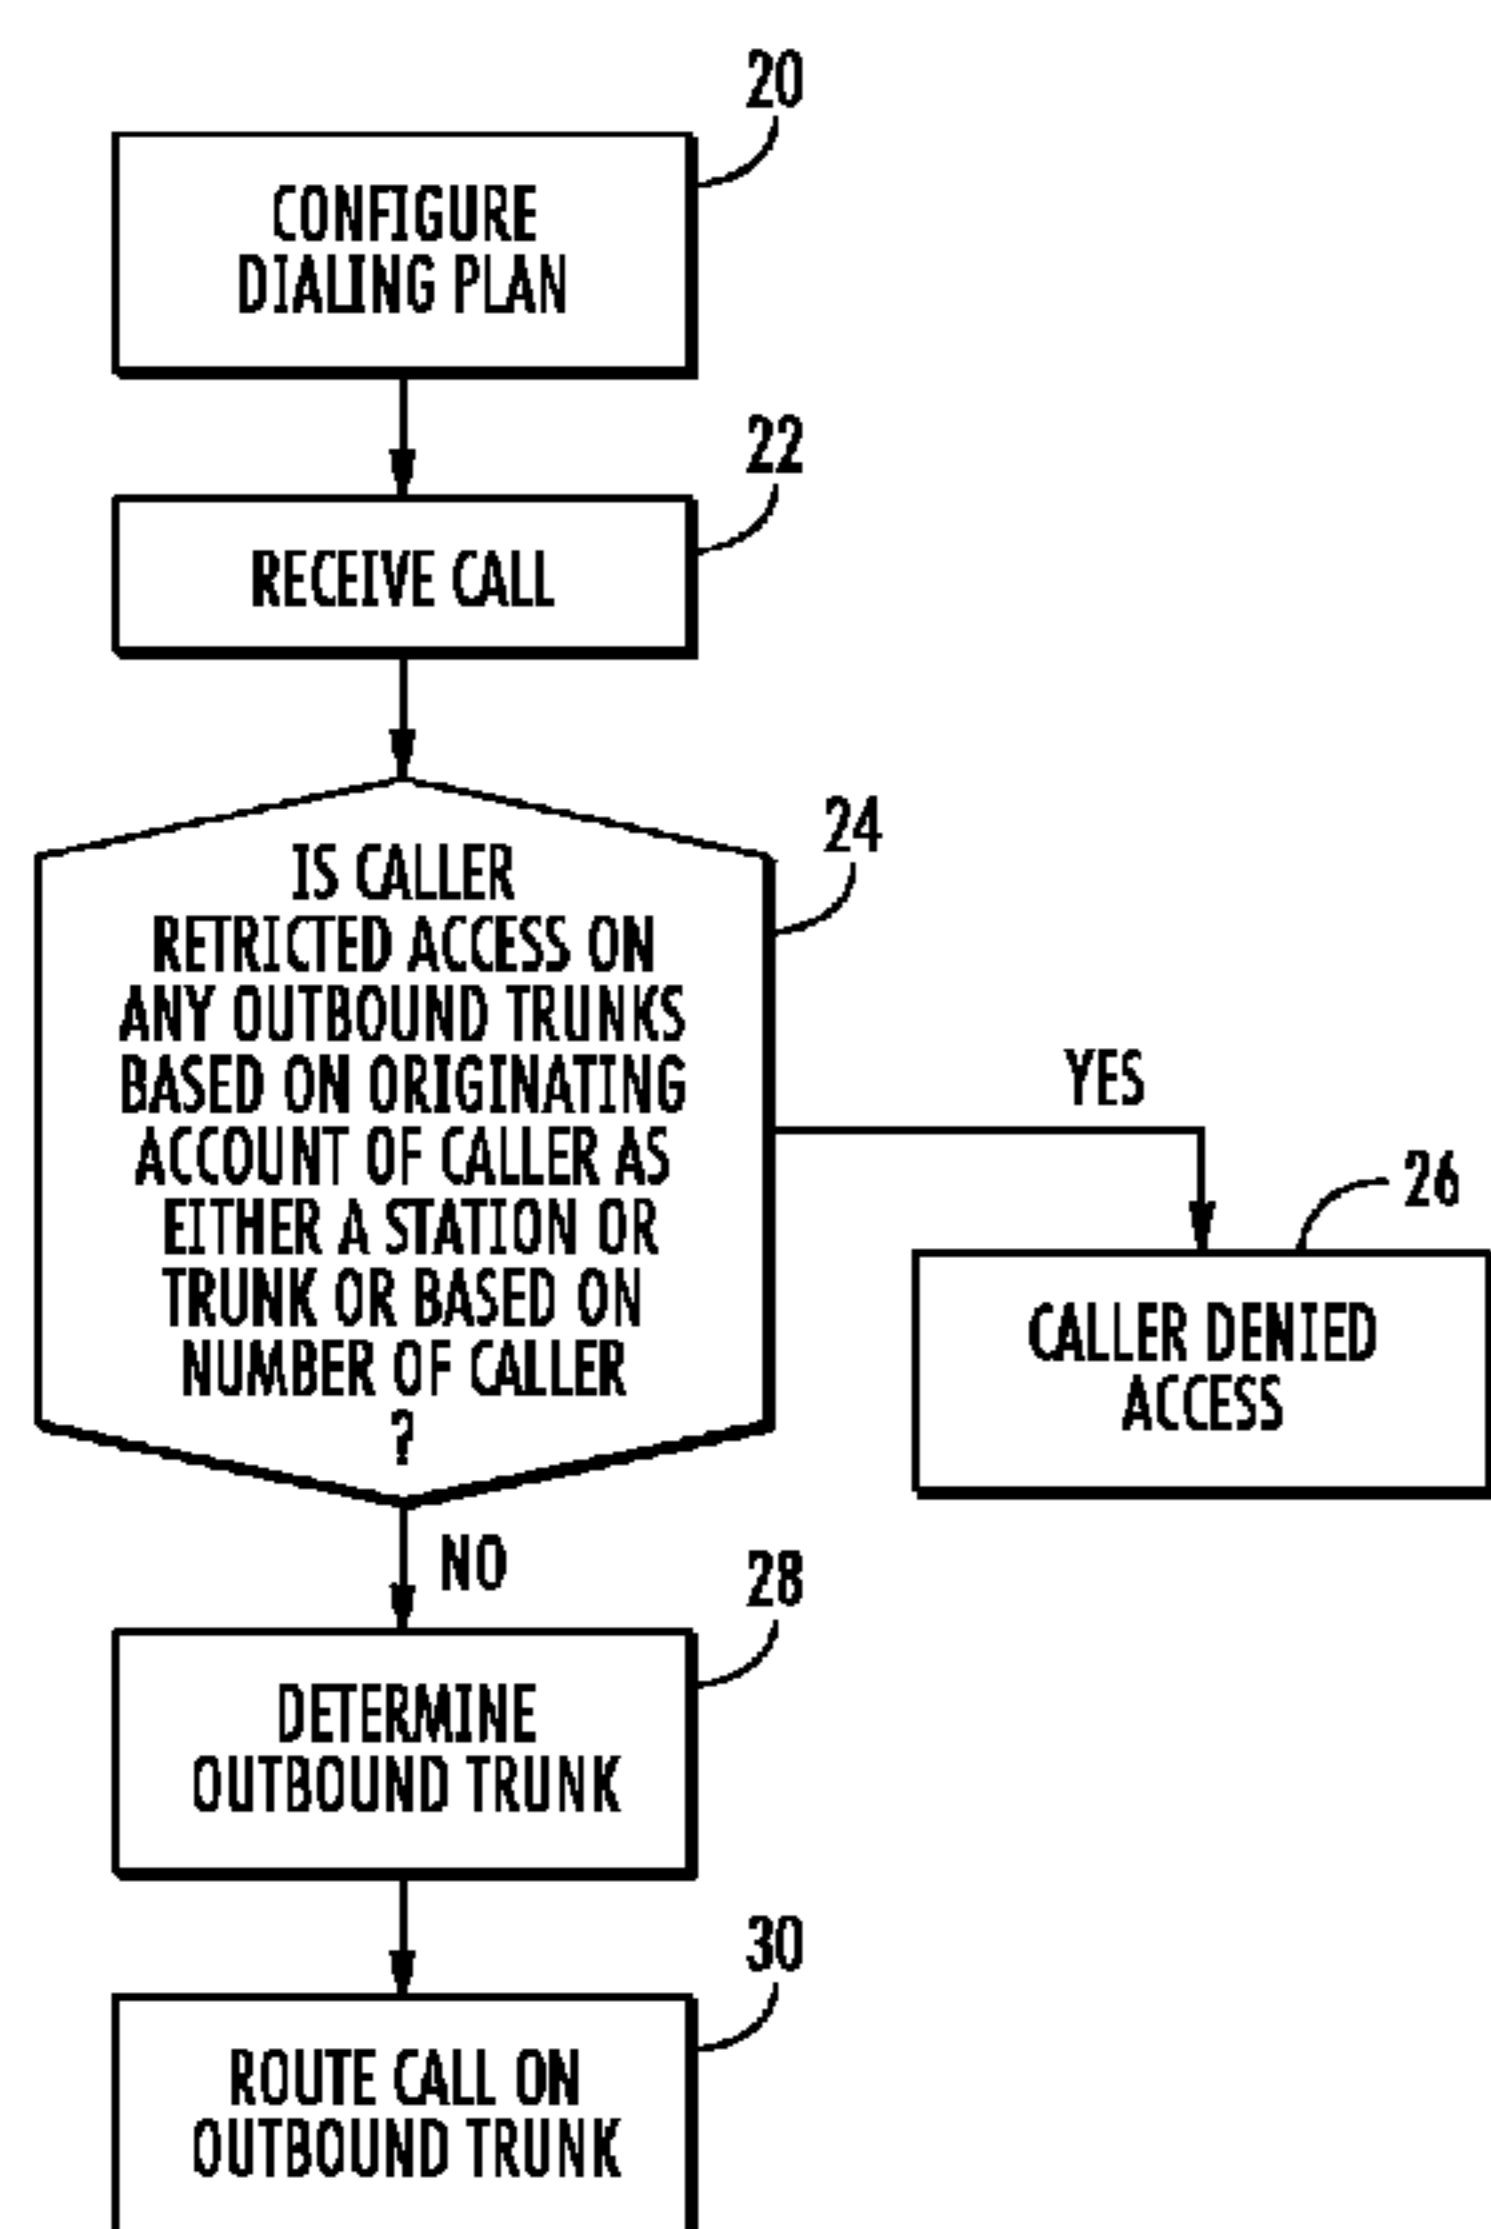 20
CONFIGURE
DIALING PLAN
22
RECEIVE CALL
24
IS CALLER
RETRICTED ACCESS ON
ANY OUTBOUND TRUNKS
BASED ON ORIGINATING
ACCOUNT OF CALLER AS
EITHER A STATION OR
TRUNK OR BASED ON
NUMBER OF CALLER
?
YES
26
CALLER DENIED
ACCESS
NO
28
DETERMINE
OUTBOUND TRUNK
30
ROUTE CALL ON
OUTBOUND TRUNK